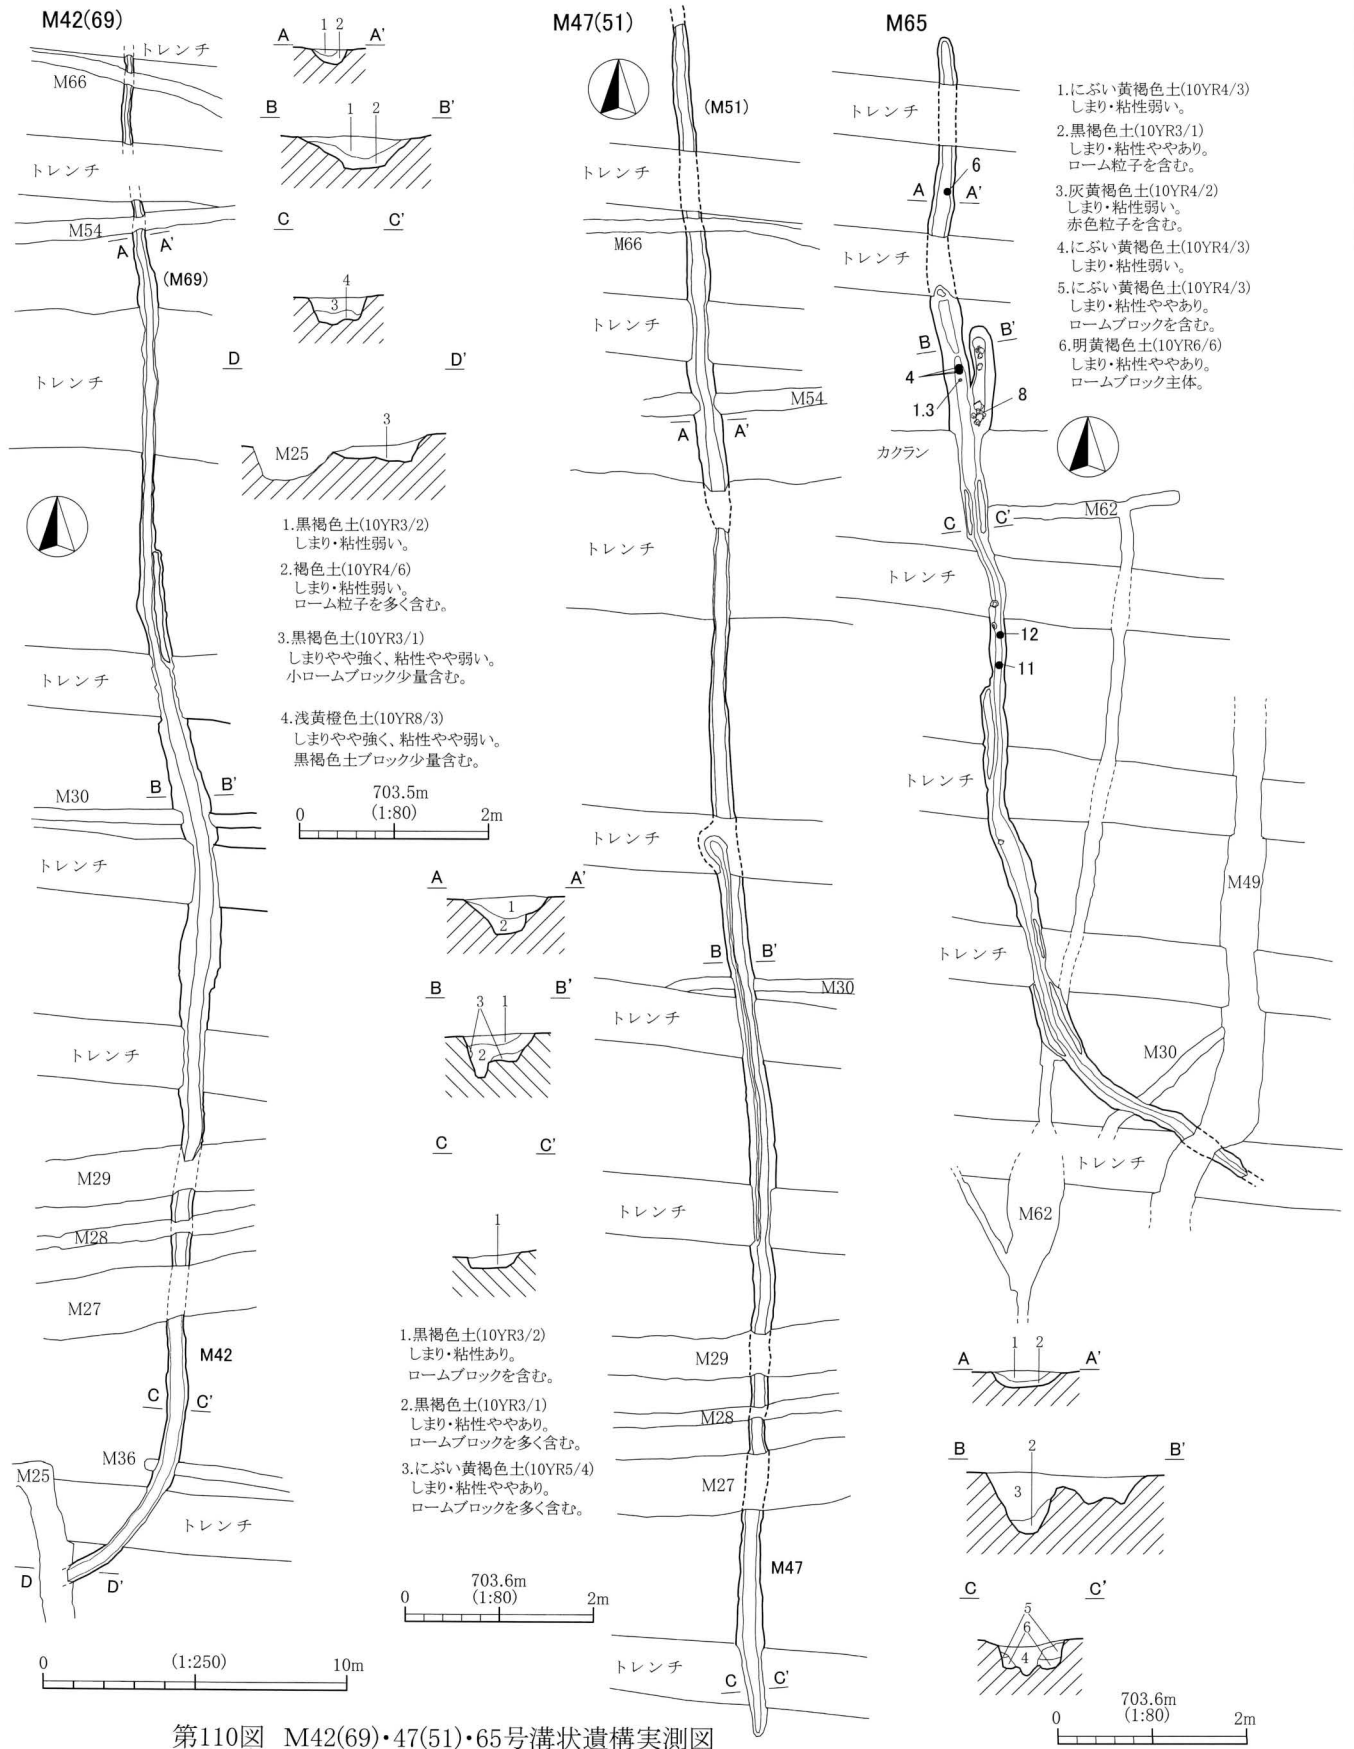 M42(69)
トレンチ
M66
トレンチ
M54
A A'
(M69)
トレンチ
トレンチ
B B'
M30
トレンチ
トレンチ
M29
M28
M27
M42
C C'
M36
M25
トレンチ
D D'
0 (1:250) 10m
A 1 2 A'
B 1 2 B'
C C'
4
3
D D'
3
M25
1.黒褐色土(10YR3/2)
しまり・粘性弱い。
2.褐色土(10YR4/6)
しまり・粘性弱い。
ローム粒子を多く含む。
3.黒褐色土(10YR3/1)
しまりやや強く、粘性やや弱い。
小ロームブロック少量含む。
4.浅黄橙色土(10YR8/3)
しまりやや強く、粘性やや弱い。
黒褐色土ブロック少量含む。
703.5m
(1:80)
0 2m
A A'
1
2
B B'
3 1
2
C C'
1
1.黒褐色土(10YR3/2)
しまり・粘性あり。
ロームブロックを含む。
2.黒褐色土(10YR3/1)
しまり・粘性ややあり。
ロームブロックを多く含む。
3.にぶい黄褐色土(10YR5/4)
しまり・粘性ややあり。
ロームブロックを多く含む。
703.6m
(1:80)
0 2m
M47(51)
(M51)
トレンチ
M66
トレンチ
M54
A A'
トレンチ
トレンチ
B B'
M30
トレンチ
トレンチ
M29
M28
M27
M47
トレンチ
C C'
M65
トレンチ
6
A A'
トレンチ
B B'
4
1.3
8
カクラン
M62
C C'
トレンチ
12
11
トレンチ
M49
トレンチ
M30
トレンチ
M62
1.にぶい黄褐色土(10YR4/3)
しまり・粘性弱い。
2.黒褐色土(10YR3/1)
しまり・粘性ややあり。
ローム粒子を含む。
3.灰黄褐色土(10YR4/2)
しまり・粘性弱い。
赤色粒子を含む。
4.にぶい黄褐色土(10YR4/3)
しまり・粘性弱い。
5.にぶい黄褐色土(10YR4/3)
しまり・粘性ややあり。
ロームブロックを含む。
6.明黄褐色土(10YR6/6)
しまり・粘性ややあり。
ロームブロック主体。
1 2
A A'
B 2 B'
3
C C'
5
6
4
703.6m
(1:80)
0 2m
第110図 M42(69)・47(51)・65号溝状遺構実測図